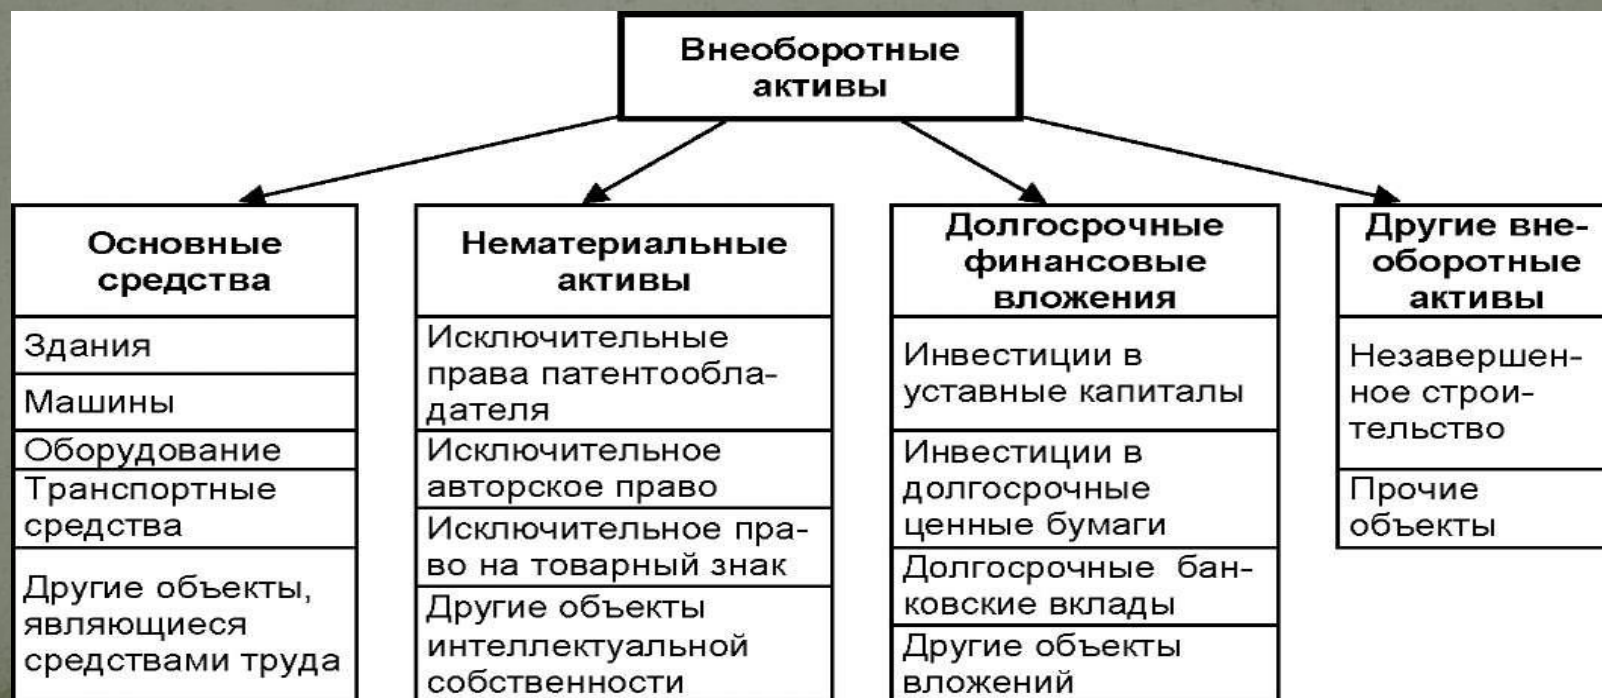 Внеоборотные
активы
Основные
средства
Здания
Машины
Оборудование
Транспортные
средства
Другие объекты,
являющиеся
средствами труда
Нематериальные
активы
Исключительные
права патентообла-
дателя
Исключительное
авторское право
Исключительное пра-
во на товарный знак
Другие объекты
интеллектуальной
собственности
Долгосрочные
финансовые
вложения
Инвестиции в
уставные капиталы
Инвестиции в
долгосрочные
ценные бумаги
Долгосрочные бан-
ковские вклады
Другие объекты
вложений
Другие вне-
оборотные
активы
Незавершен-
ное строи-
тельство
Прочие
объекты